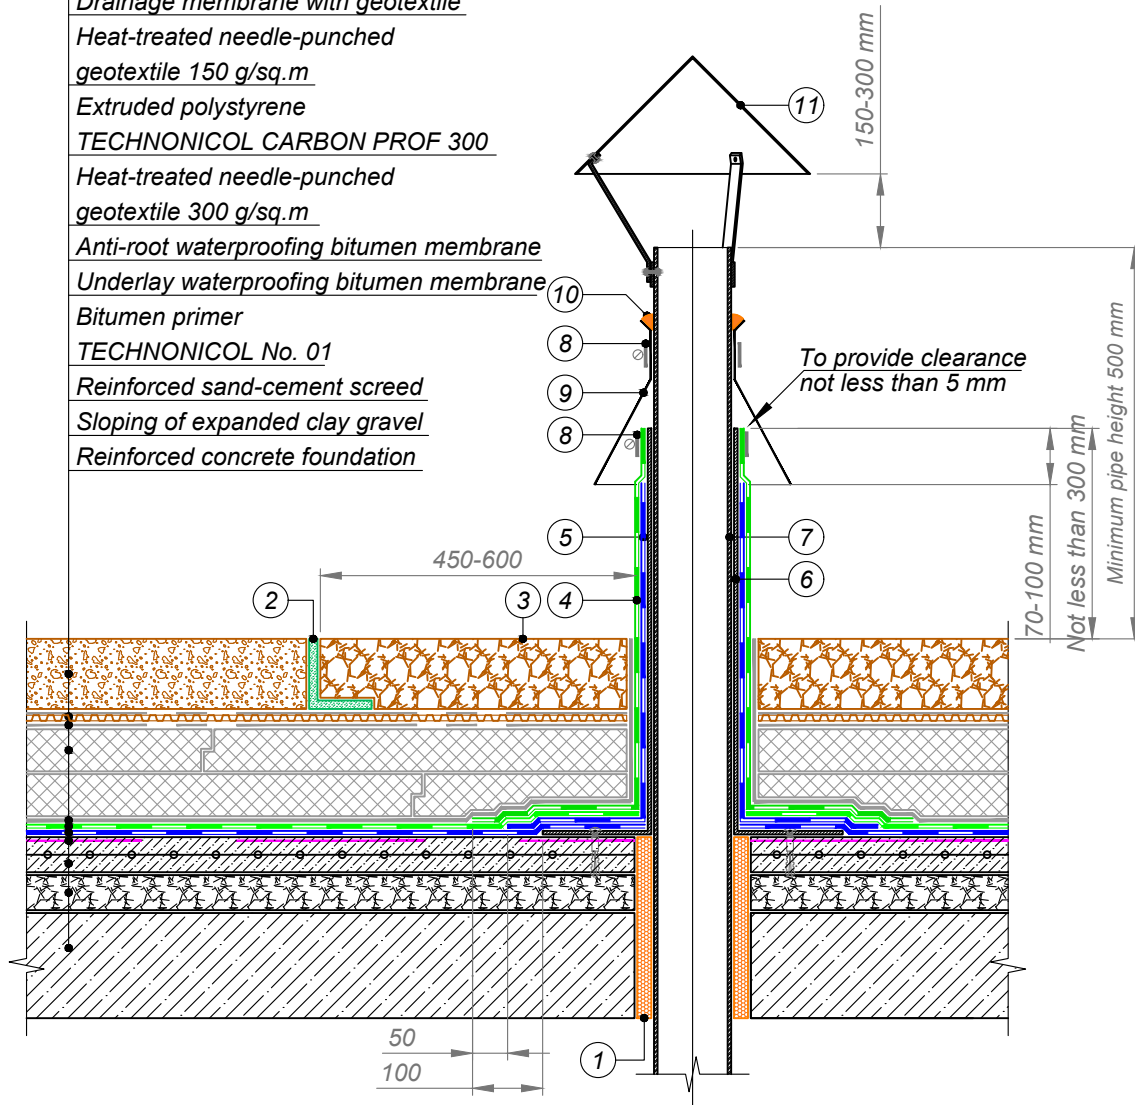 Drainage membrane with geotextile
Heat-treated needle-punched
geotextile 150 g/sq.m
Extruded polystyrene
TECHNONICOL CARBON PROF 300
Heat-treated needle-punched
geotextile 300 g/sq.m
Anti-root waterproofing bitumen membrane
Underlay waterproofing bitumen membrane
Bitumen primer
TECHNONICOL No. 01
Reinforced sand-cement screed
Sloping of expanded clay gravel
Reinforced concrete foundation
11
150-300 mm
10
8
9
8
To provide clearance
not less than 5 mm
Minimum pipe height 500 mm
Not less than 300 mm
70-100 mm
5
7
6
450-600
2
3
4
50
100
1